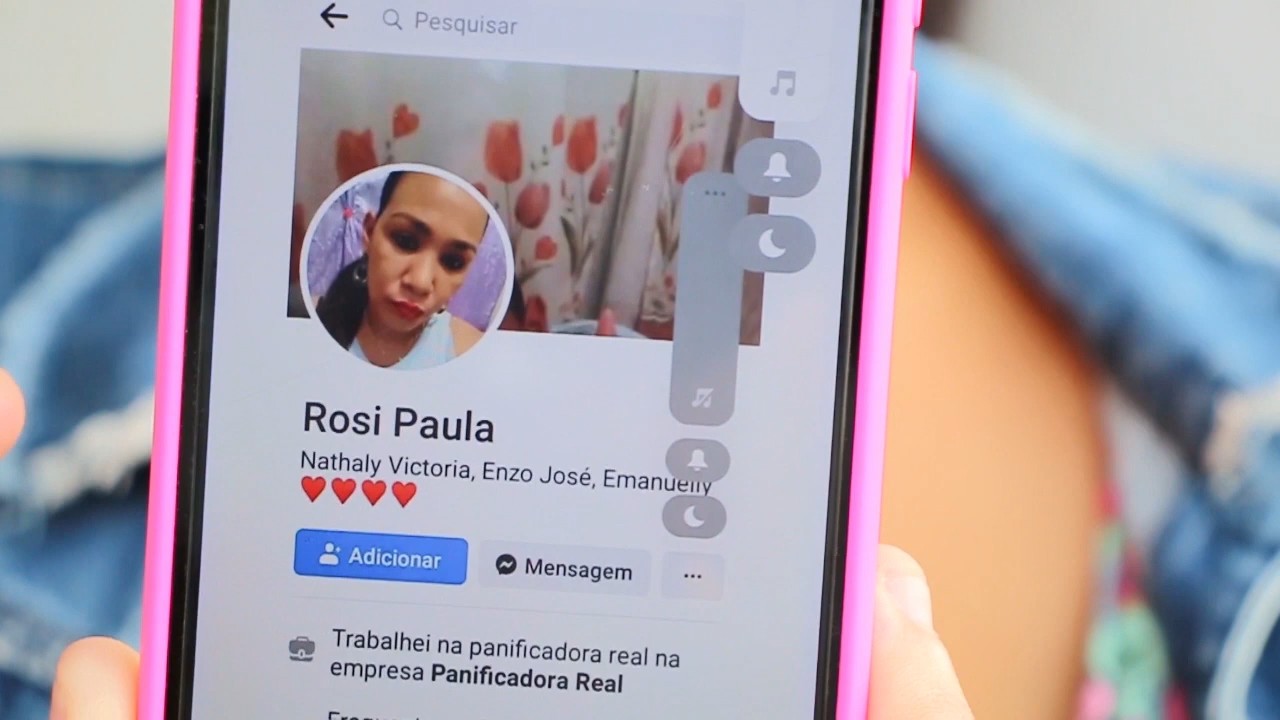 Pesquisar
Rosi Paula
Nathaly Victoria, Enzo José, Emanuelly
❤️❤️❤️❤️
Adicionar
Mensagem
Trabalhei na panificadora real na
empresa Panificadora Real